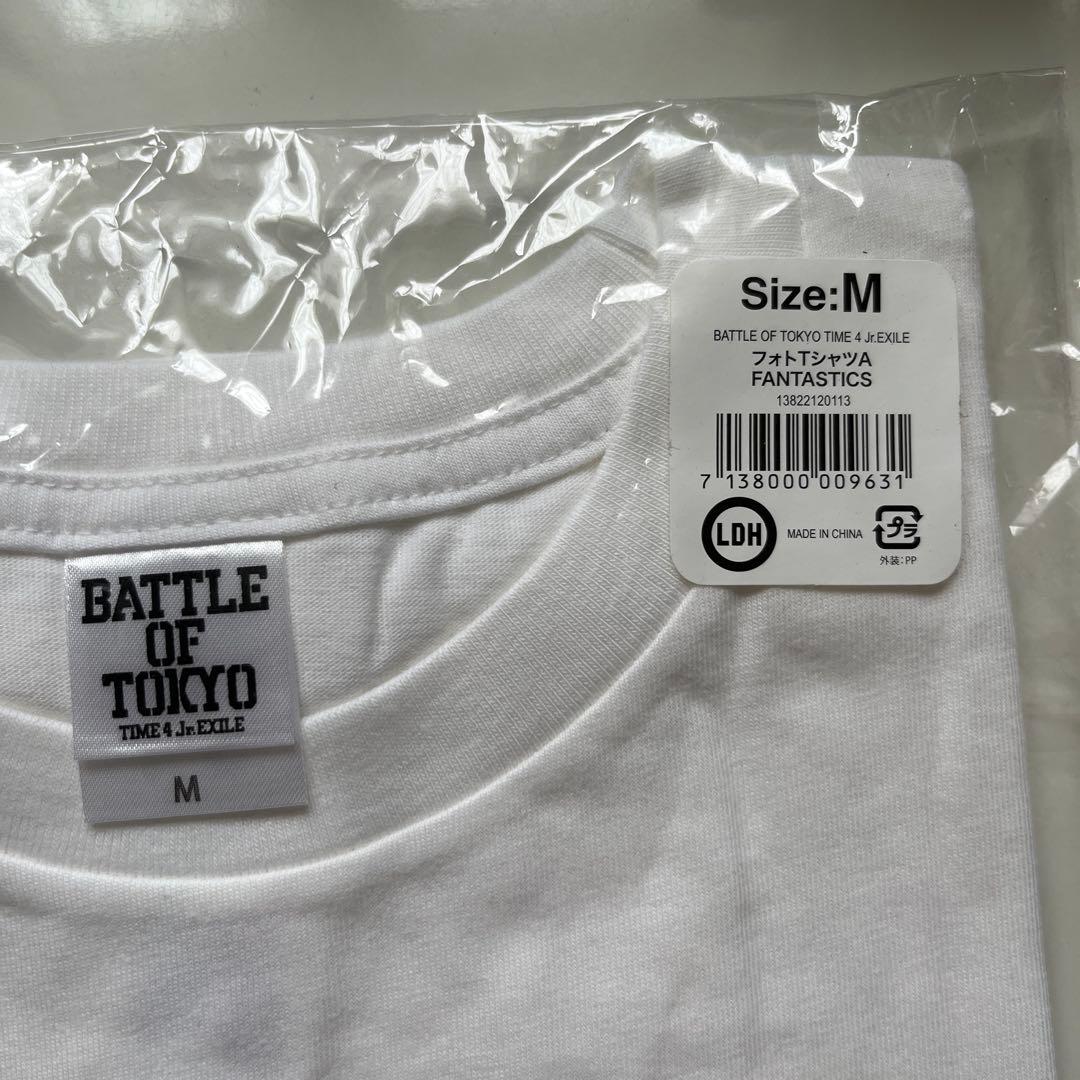 Size:M
BATTLE OF TOKYO TIME 4 Jr.EXILE
フォトTシャツA
FANTASTICS
13822120113
7 138000 009631
LDH
MADE IN CHINA
プラ
外装:PP
BATTLE
OF
TOKYO
TIME 4 Jr.EXILE
M